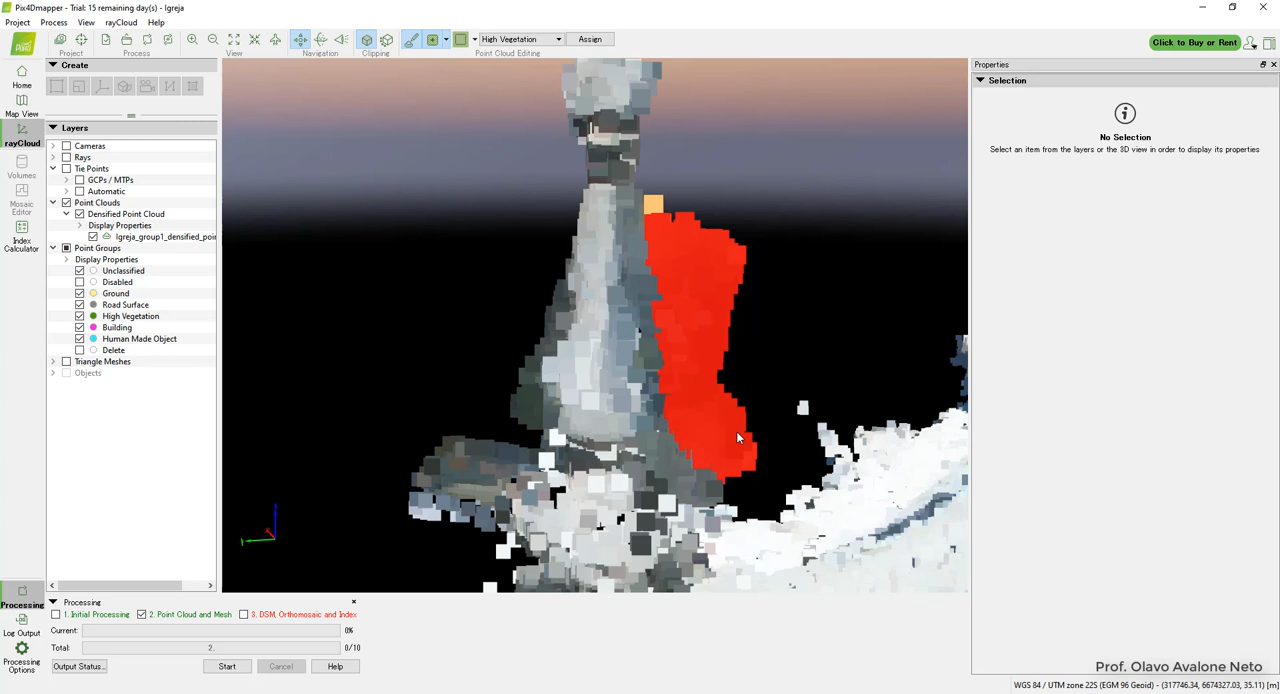 Pix4Dmapper - Trial: 15 remaining day(s) - Igreja
Project Process View rayCloud Help
High Vegetation Assign
Project Process View Navigation Clipping Point Cloud Editing
Click to Buy or Rent
Home
Map View
rayCloud
Volumes
Mosaic Editor
Index Calculator
Create
Layers
Cameras
Rays
Tie Points
GCPs / MTPs
Automatic
Point Clouds
Densified Point Cloud
Display Properties
Igreja_group1_densified_poi
Point Groups
Display Properties
Unclassified
Disabled
Ground
Road Surface
High Vegetation
Building
Human Made Object
Delete
Triangle Meshes
Objects
Properties
Selection
No Selection
Select an item from the layers or the 3D view in order to display its properties
Processing
Log Output
Processing Options
Processing
1. Initial Processing 2. Point Cloud and Mesh 3. DSM, Orthomosaic and Index
Current: 0%
Total: 2. 0/10
Output Status... Start Cancel Help
Prof. Olavo Avalone Neto
WGS 84 / UTM zone 22S (EGM 96 Geoid) - (317746.34, 6674327.03, 35.11) [m]